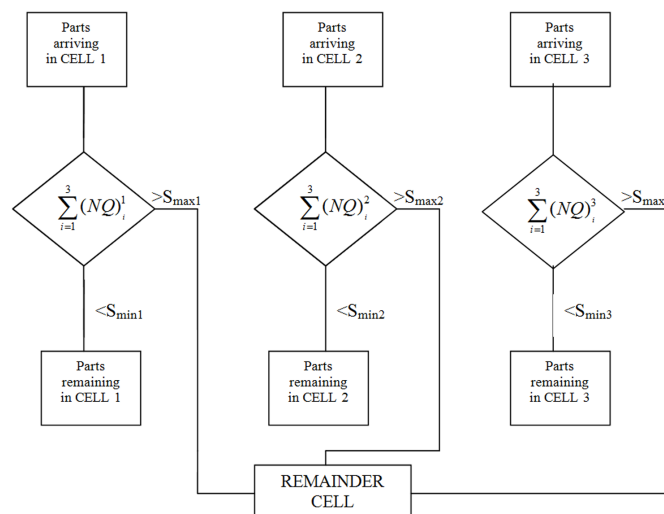 Parts
arriving
in CELL 1
Parts
arriving
in CELL 2
Parts
arriving
in CELL 3
3
∑(NQ)¹ᵢ
i=1
>Smax1
3
∑(NQ)²ᵢ
i=1
>Smax2
3
∑(NQ)³ᵢ
i=1
>Smax
<Smin1
<Smin2
<Smin3
Parts
remaining
in CELL 1
Parts
remaining
in CELL 2
Parts
remaining
in CELL 3
REMAINDER
CELL